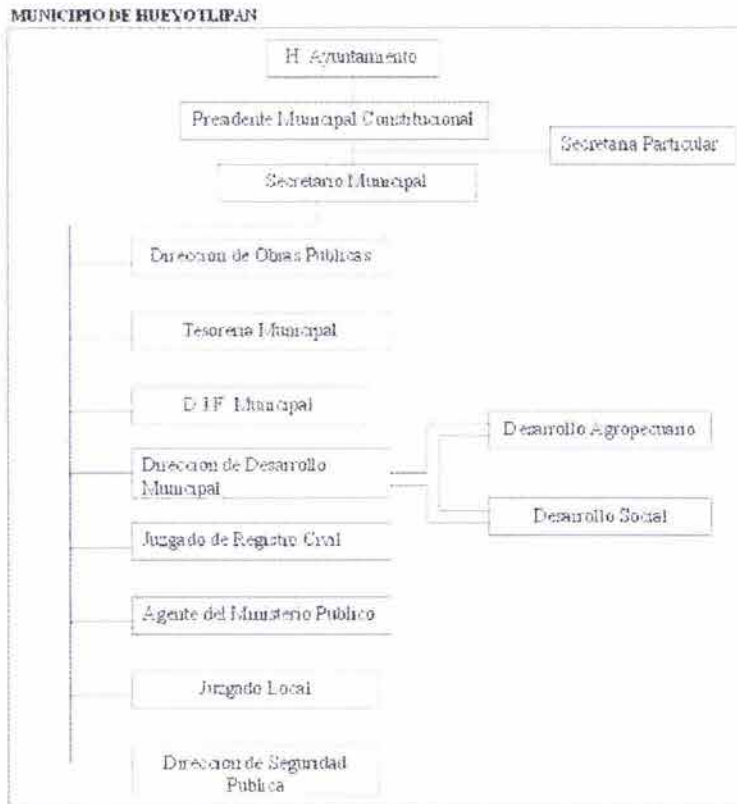 MUNICIPIO DE HUEYOTLIPAN
H. Ayuntamiento
Presidente Municipal Constitucional
Secretaria Particular
Secretario Municipal
Direccion de Obras Publicas
Tesoreria Municipal
D.I.F. Municipal
Desarrollo Agropecuario
Direccion de Desarrollo
Municipal
Desarrollo Social
Juzgado de Registro Civil
Agente del Ministerio Publico
Juzgado Local
Direccion de Seguridad
Publica